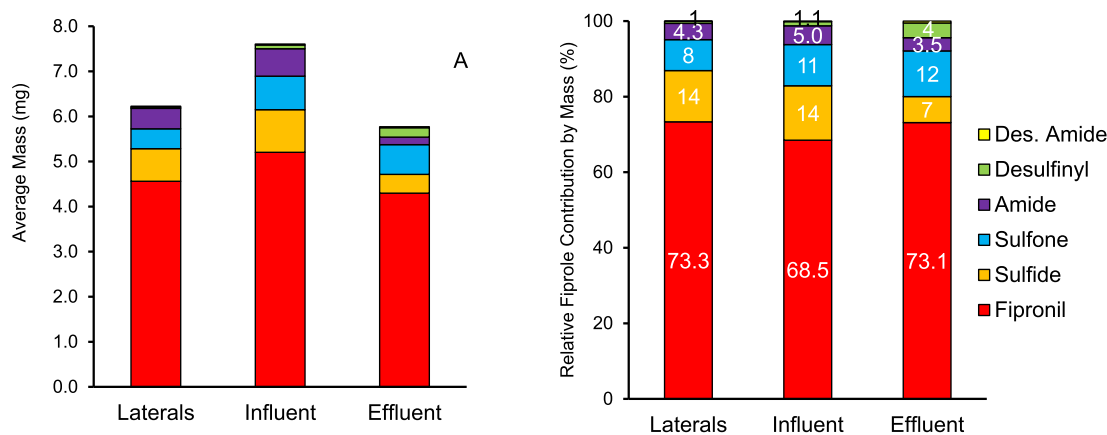 8.0
7.0
6.0
5.0
4.0
3.0
2.0
1.0
0.0
Average Mass (mg)
A
Laterals Influent Effluent
100
80
60
40
20
0
Relative Fiprole Contribution by Mass (%)
1 1.1 4
4.3 5.0 3.5
8 11 12
14 14 7
73.3 68.5 73.1
Laterals Influent Effluent
Des. Amide
Desulfinyl
Amide
Sulfone
Sulfide
Fipronil